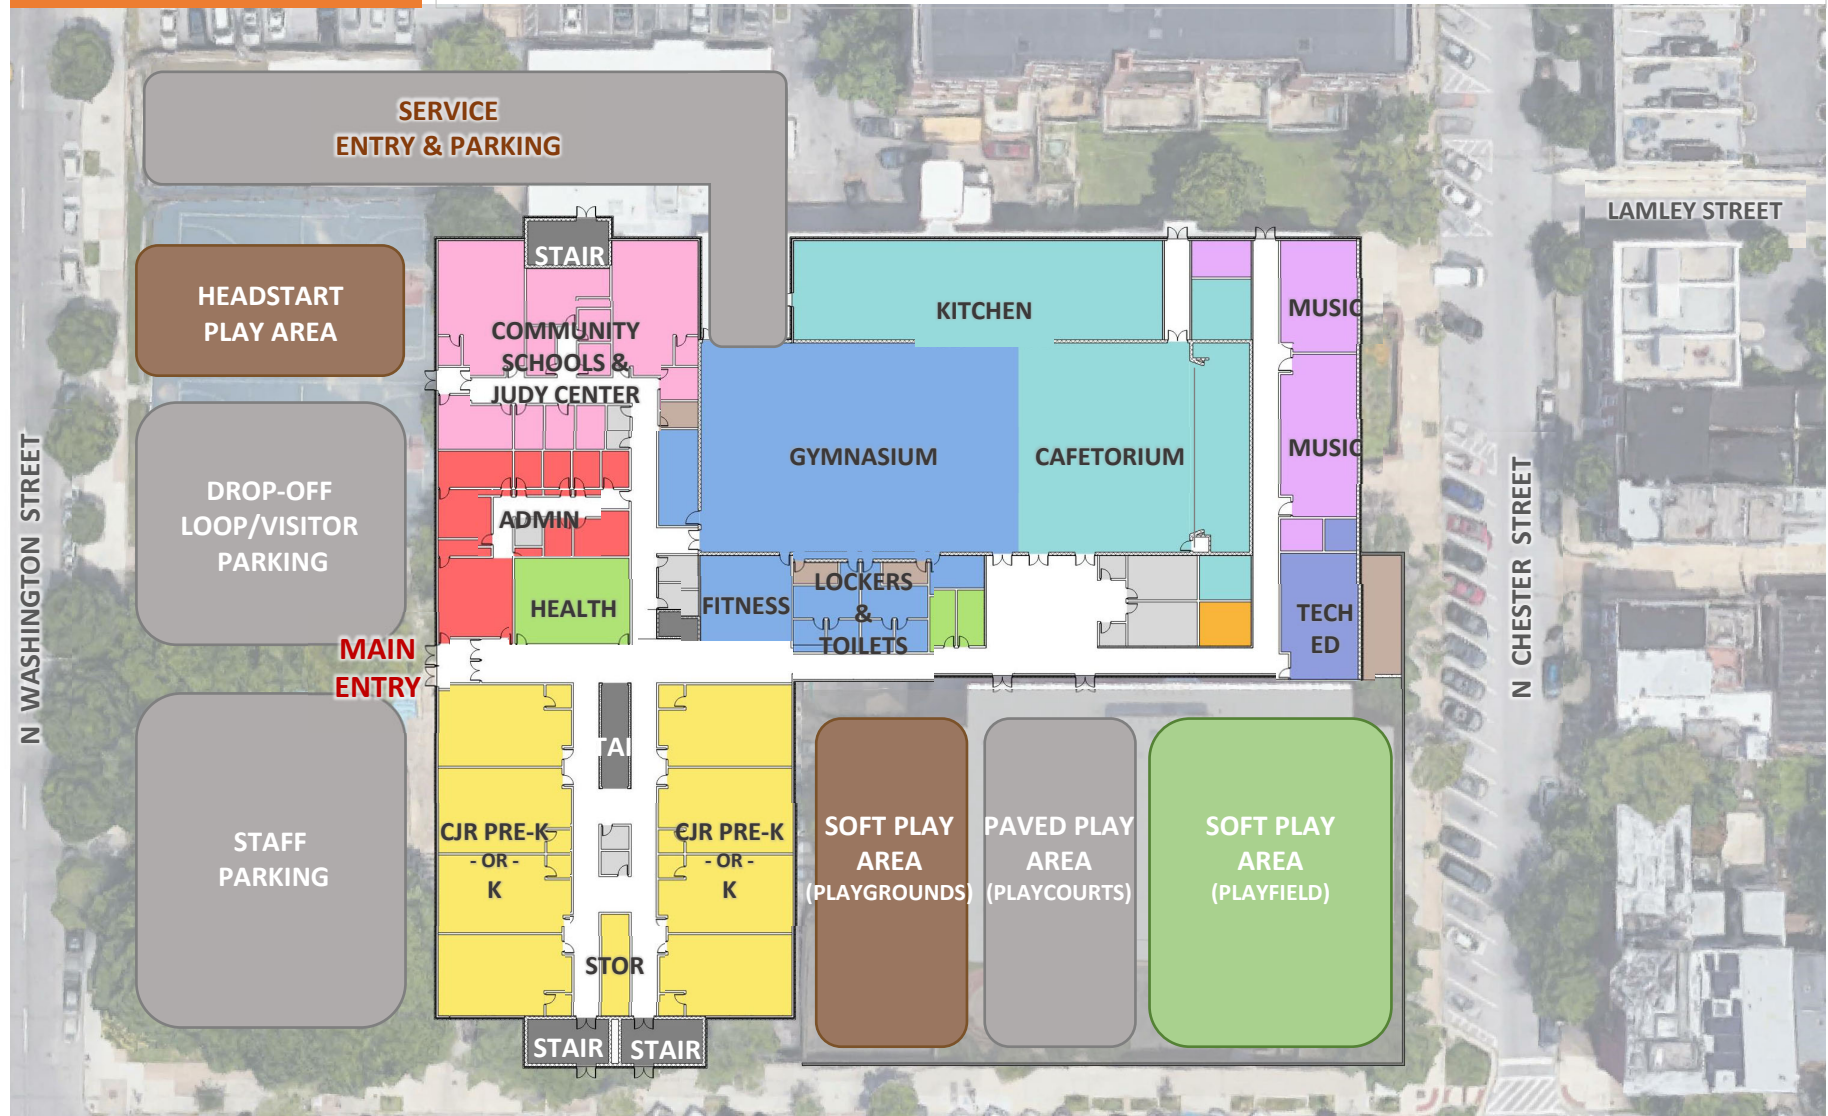 SERVICE
ENTRY & PARKING
LAMLEY STREET
STAIR
HEADSTART
PLAY AREA
KITCHEN
MUSIC
COMMUNITY
SCHOOLS &
JUDY CENTER
GYMNASIUM
CAFETORIUM
MUSIC
N WASHINGTON STREET
DROP-OFF
LOOP/VISITOR
PARKING
ADMIN
N CHESTER STREET
HEALTH
FITNESS
LOCKERS
&
TOILETS
TECH
ED
MAIN
ENTRY
TAI
STAFF
PARKING
CJR PRE-K
- OR -
K
CJR PRE-K
- OR -
K
SOFT PLAY
AREA
(PLAYGROUNDS)
PAVED PLAY
AREA
(PLAYCOURTS)
SOFT PLAY
AREA
(PLAYFIELD)
STOR
STAIR
STAIR